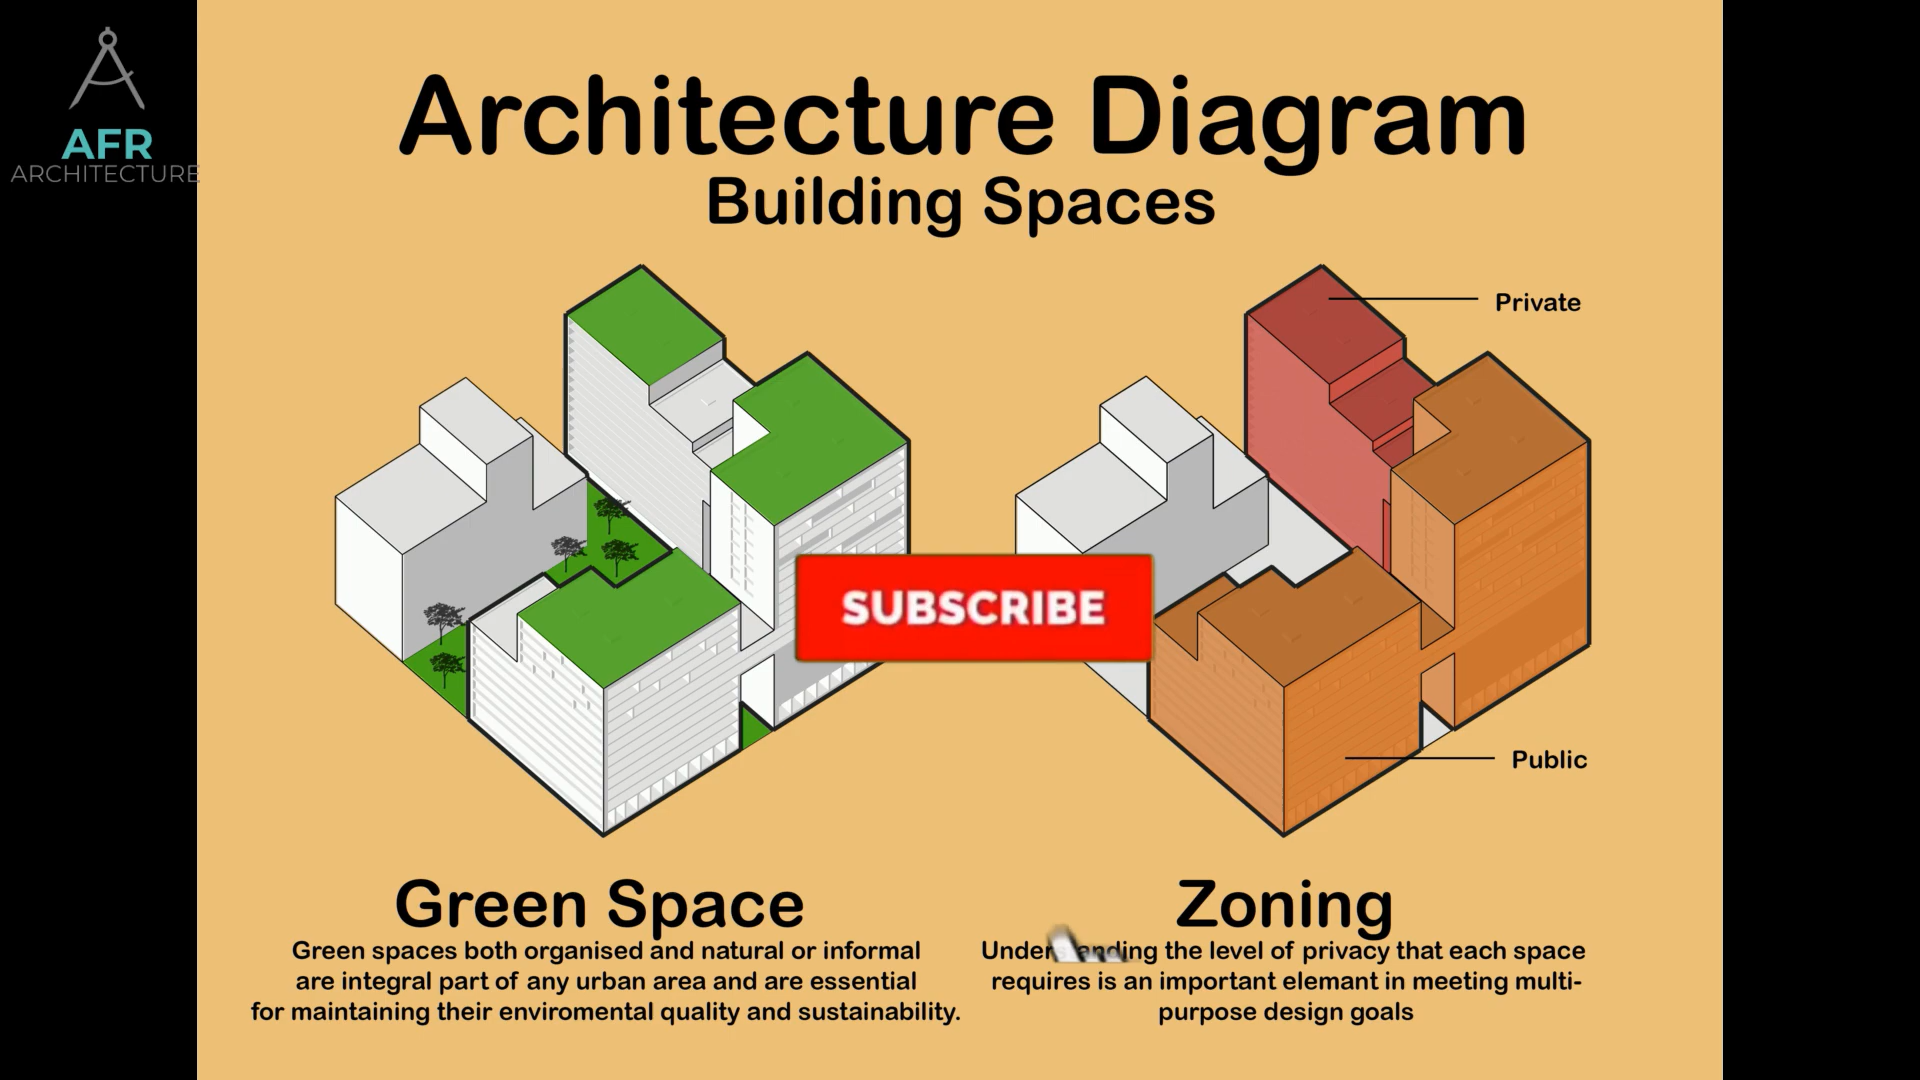 AFR
ARCHITECTURE
Architecture Diagram
Building Spaces
Private
SUBSCRIBE
Public
Green Space
Green spaces both organised and natural or informal
are integral part of any urban area and are essential
for maintaining their enviromental quality and sustainability.
Zoning
Understanding the level of privacy that each space
requires is an important elemant in meeting multi-
purpose design goals